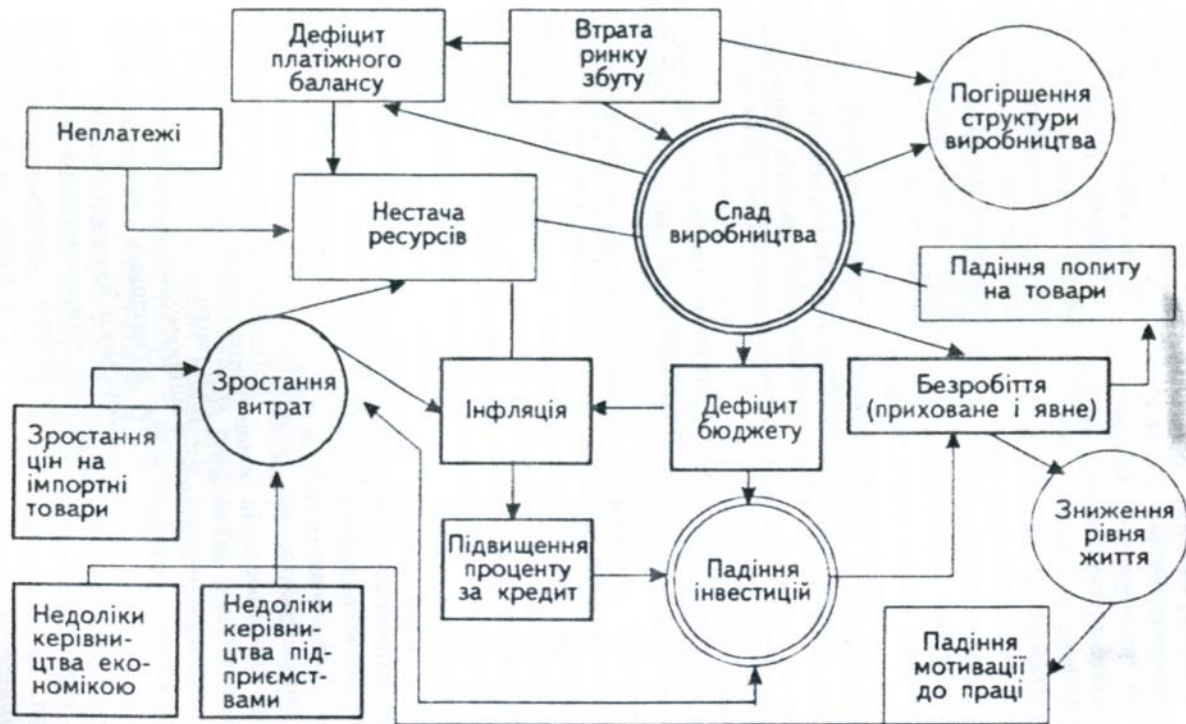 Дефіцит
платіжного
балансу
Втрата
ринку
збуту
Погіршення
структури
виробництва
Неплатежі
Нестача
ресурсів
Спад
виробництва
Падіння попиту
на товари
Зростання
витрат
Інфляція
Дефіцит
бюджету
Безробіття
(приховане і явне)
Зростання
цін на
імпортні
товари
Підвищення
проценту
за кредит
Падіння
інвестицій
Зниження
рівня
життя
Недоліки
керівни-
цтва еко-
номікою
Недоліки
керівни-
цтва під-
приємст-
вами
Падіння
мотивації
до праці